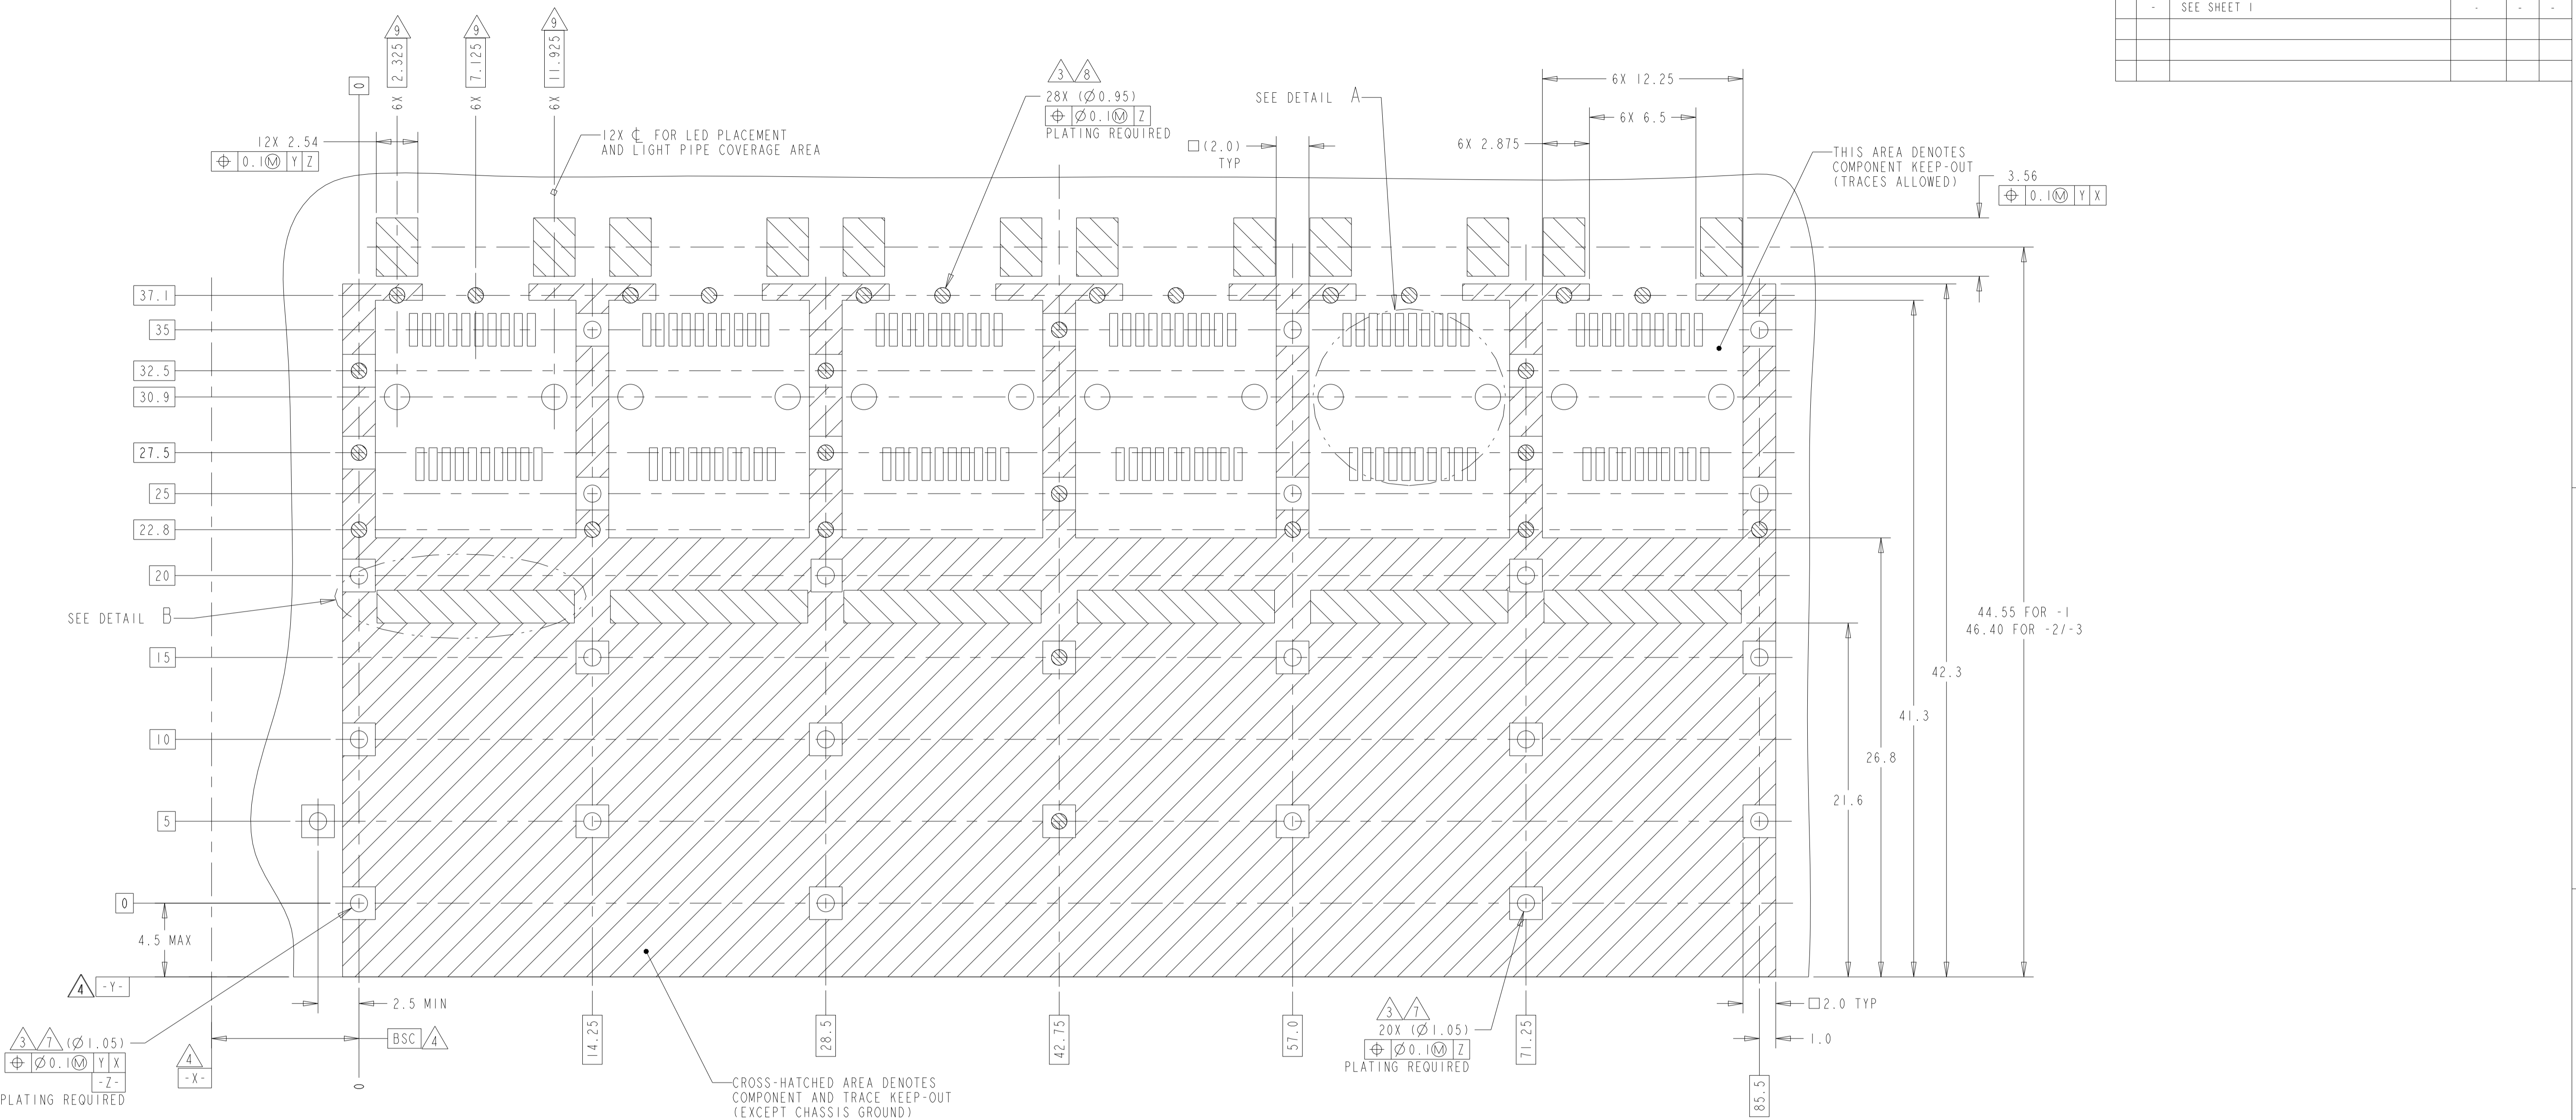 - SEE SHEET 1 - - -
9
9
9
6X 2.325
6X 7.125
6X 11.925
0
3 8
28X (Ø0.95)
⌖ Ø0.1Ⓜ Z
PLATING REQUIRED
SEE DETAIL A
6X 12.25
6X 6.5
6X 2.875
12X 2.54
⌖ 0.1Ⓜ Y Z
12X ℄ FOR LED PLACEMENT
AND LIGHT PIPE COVERAGE AREA
□(2.0)
TYP
THIS AREA DENOTES
COMPONENT KEEP-OUT
(TRACES ALLOWED)
3.56
⌖ 0.1Ⓜ Y X
37.1
35
32.5
30.9
27.5
25
22.8
20
SEE DETAIL B
15
10
5
0
4.5 MAX
4 -Y-
44.55 FOR -1
46.40 FOR -2/-3
42.3
41.3
26.8
21.6
2.5 MIN
BSC 4
3 7 (Ø1.05)
⌖ Ø0.1Ⓜ Y X
-Z-
PLATING REQUIRED
4
-X-
0
14.25
28.5
42.75
57.0
71.25
85.5
3 7
20X (Ø1.05)
⌖ Ø0.1Ⓜ Z
PLATING REQUIRED
□2.0 TYP
1.0
CROSS-HATCHED AREA DENOTES
COMPONENT AND TRACE KEEP-OUT
(EXCEPT CHASSIS GROUND)